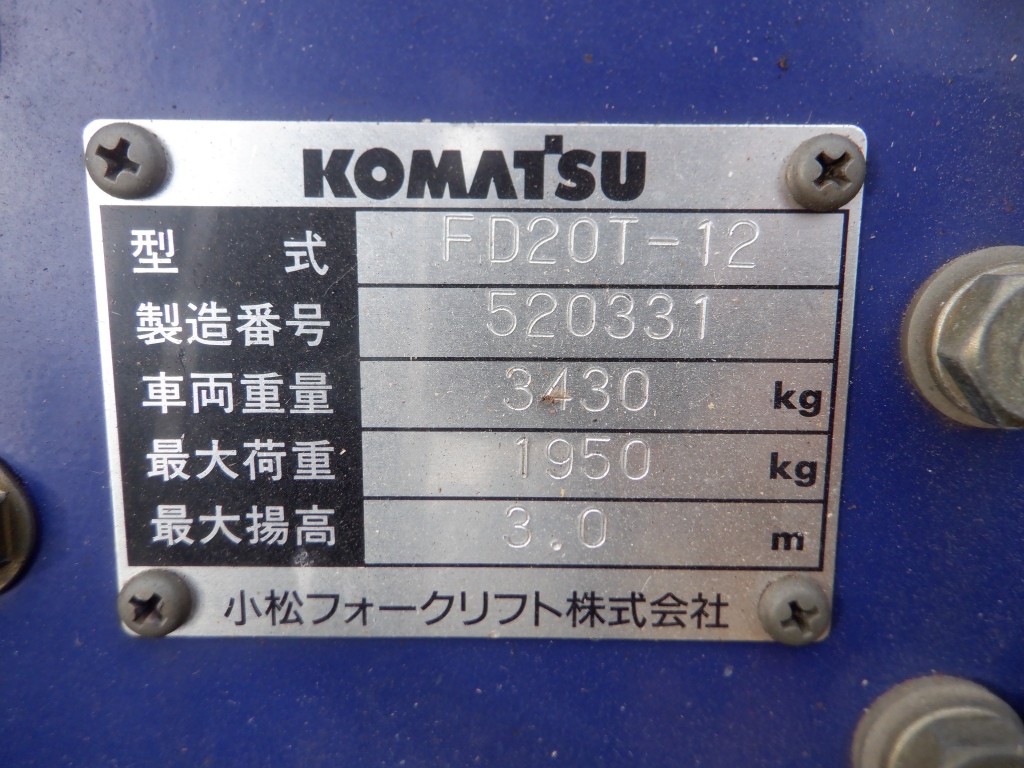 KOMATSU
型式 FD20T-12
製造番号 520331
車両重量 3430 kg
最大荷重 1950 kg
最大揚高 3.0 m
小松フォークリフト株式会社